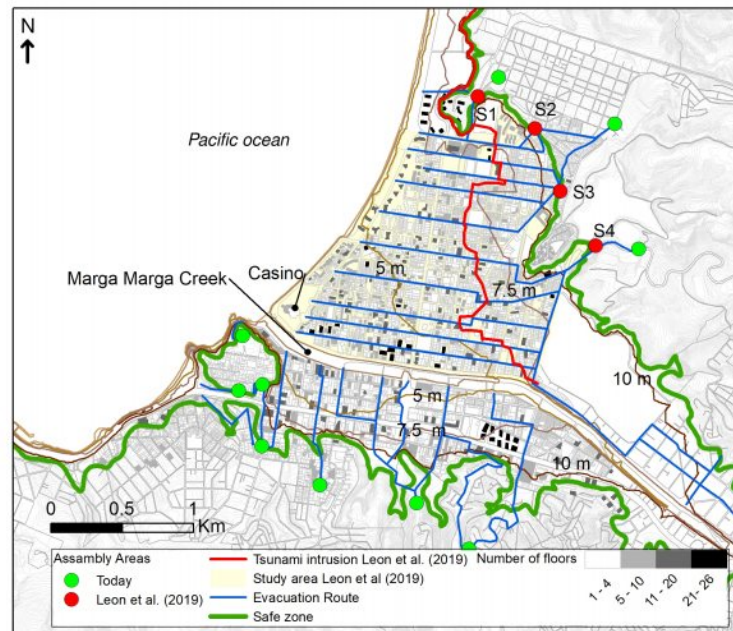 N
S1
S2
Pacific ocean
S3
S4
Marga Marga Creek
Casino
5 m
7.5 m
10 m
5 m
7.5 m
10 m
0 0.5 1
Km
Assambly Areas
Today
Leon et al. (2019)
Tsunami intrusion Leon et al. (2019)
Study area Leon et al (2019)
Evacuation Route
Safe zone
Number of floors
1 - 4
5 - 10
11 - 20
21- 26